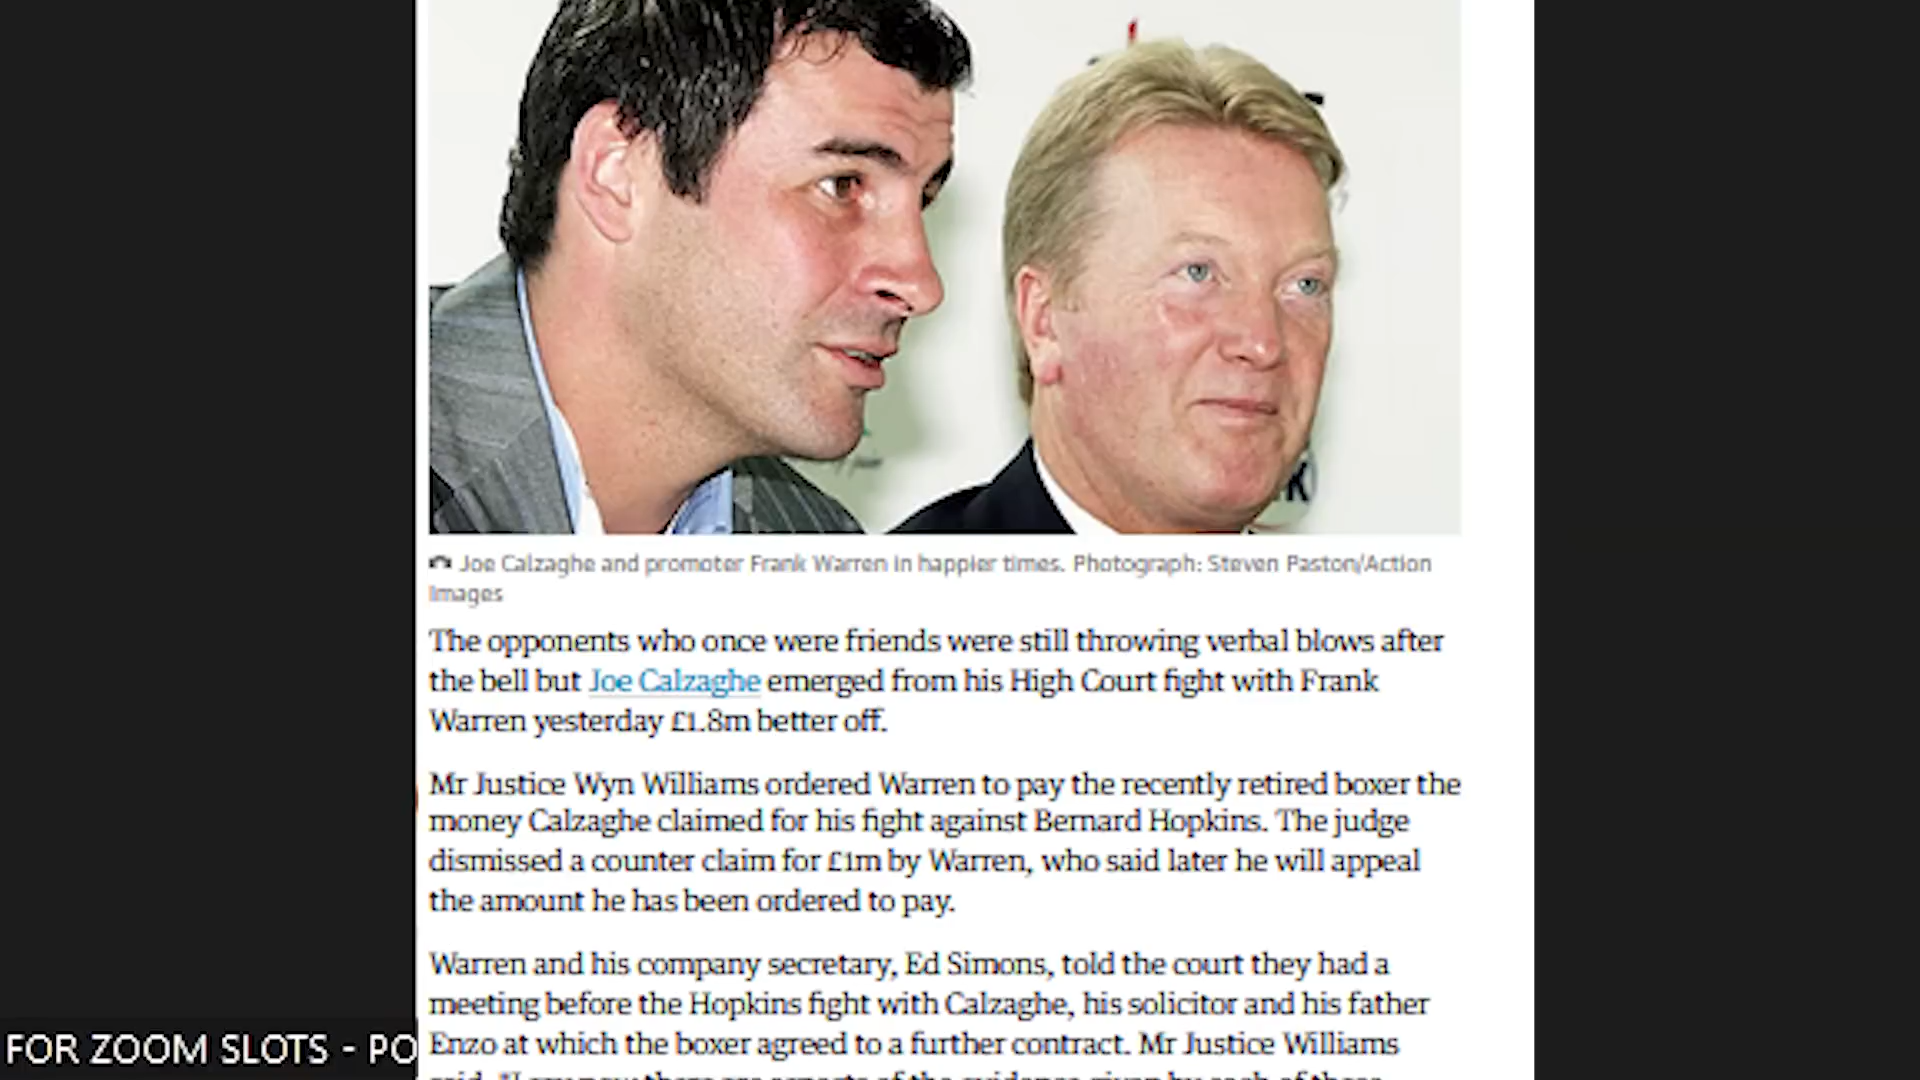 Joe Calzaghe and promoter Frank Warren in happier times. Photograph: Steven Paston/Action
Images
The opponents who once were friends were still throwing verbal blows after
the bell but Joe Calzaghe emerged from his High Court fight with Frank
Warren yesterday £1.8m better off.
Mr Justice Wyn Williams ordered Warren to pay the recently retired boxer the
money Calzaghe claimed for his fight against Bernard Hopkins. The judge
dismissed a counter claim for £1m by Warren, who said later he will appeal
the amount he has been ordered to pay.
Warren and his company secretary, Ed Simons, told the court they had a
meeting before the Hopkins fight with Calzaghe, his solicitor and his father
Enzo at which the boxer agreed to a further contract. Mr Justice Williams
FOR ZOOM SLOTS - PO